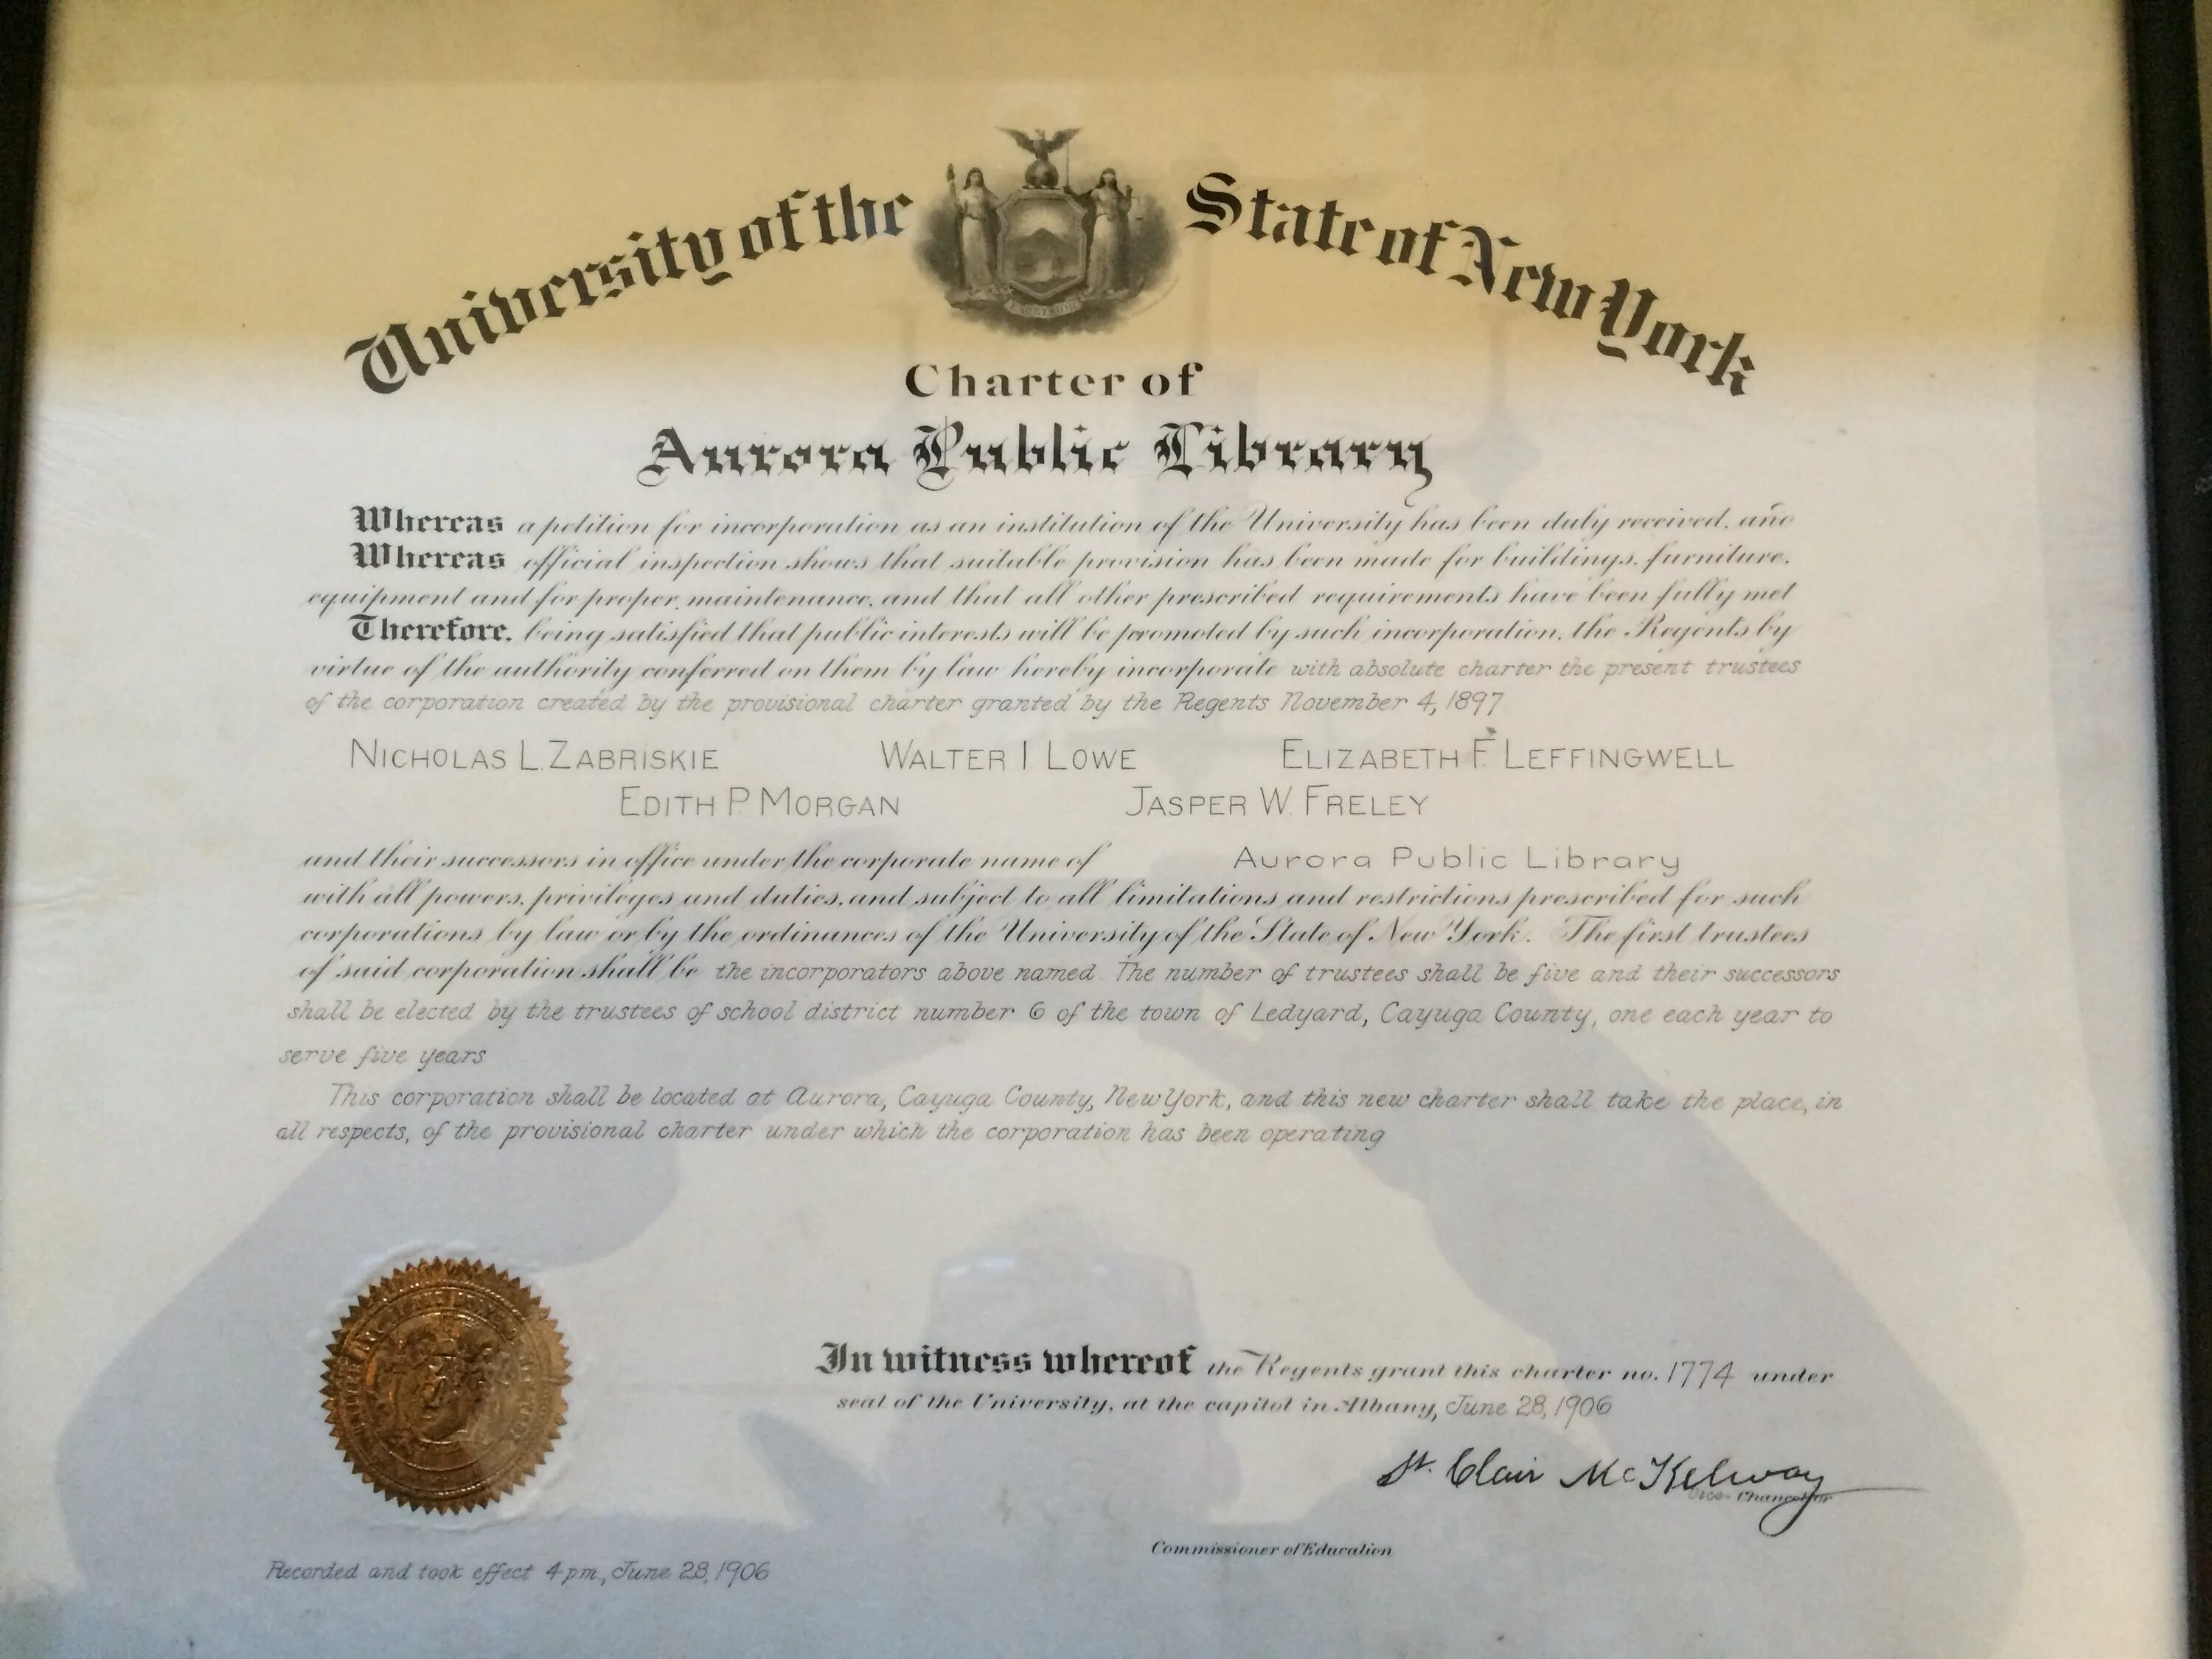 University of the State of New York
EXCELSIOR
Charter of
Aurora Public Library
Whereas a petition for incorporation as an institution of the University has been duly received, and
Whereas official inspection shows that suitable provision has been made for buildings, furniture,
equipment and for proper maintenance, and that all other prescribed requirements have been fully met
Therefore, being satisfied that public interests will be promoted by such incorporation, the Regents by
virtue of the authority conferred on them by law hereby incorporate with absolute charter the present trustees
of the corporation created by the provisional charter granted by the Regents November 4, 1897
NICHOLAS L. ZABRISKIE WALTER I. LOWE ELIZABETH F. LEFFINGWELL
EDITH P. MORGAN JASPER W. FRELEY
and their successors in office under the corporate name of Aurora Public Library
with all powers, privileges and duties, and subject to all limitations and restrictions prescribed for such
corporations by law or by the ordinances of the University of the State of New York. The first trustees
of said corporation shall be the incorporators above named. The number of trustees shall be five and their successors
shall be elected by the trustees of school district number 6 of the town of Ledyard, Cayuga County, one each year to
serve five years
This corporation shall be located at Aurora, Cayuga County, New York, and this new charter shall take the place, in
all respects, of the provisional charter under which the corporation has been operating
In witness whereof the Regents grant this charter no. 1774 under
seal of the University, at the capitol in Albany, June 28, 1906
St. Clair McKelway
Vice-Chancellor
Commissioner of Education
Recorded and took effect 4 p.m., June 28, 1906